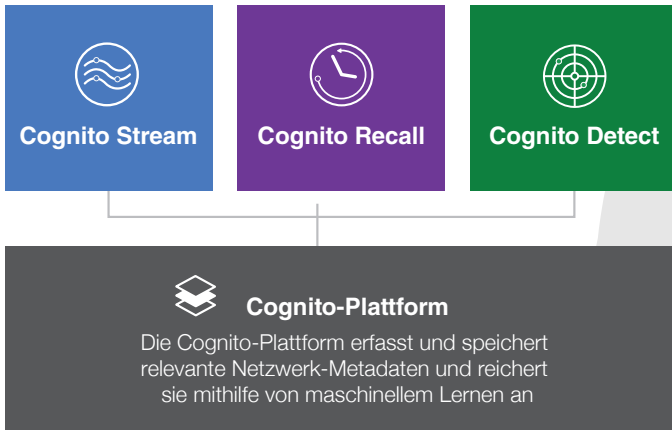 Cognito Stream
Cognito Recall
Cognito Detect
Cognito-Plattform
Die Cognito-Plattform erfasst und speichert
relevante Netzwerk-Metadaten und reichert
sie mithilfe von maschinellem Lernen an